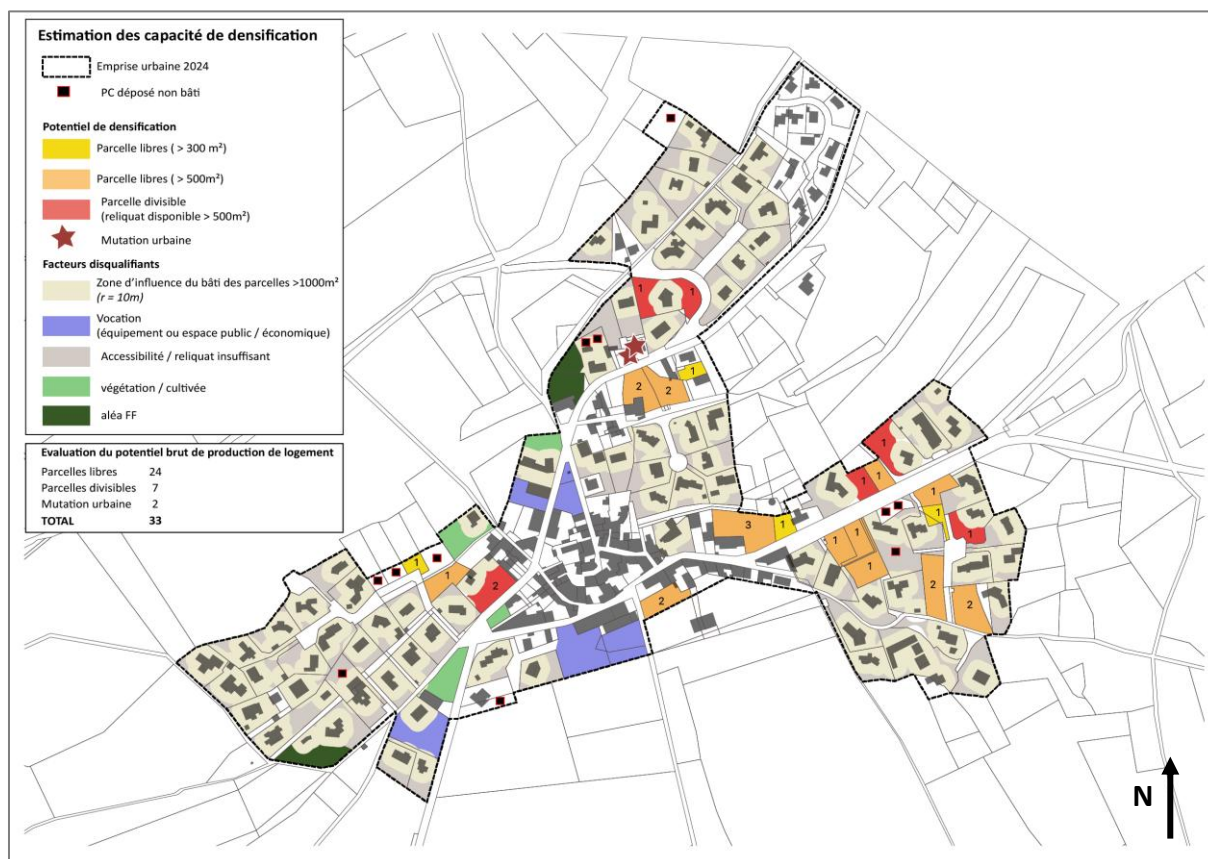 Estimation des capacité de densification
Emprise urbaine 2024
PC déposé non bâti
Potentiel de densification
Parcelle libres ( > 300 m²)
Parcelle libres ( > 500m²)
Parcelle divisible
(reliquat disponible > 500m²)
Mutation urbaine
Facteurs disqualifiants
Zone d'influence du bâti des parcelles >1000m²
(r = 10m)
Vocation
(équipement ou espace public / économique)
Accessibilité / reliquat insuffisant
végétation / cultivée
aléa FF
Evaluation du potentiel brut de production de logement
Parcelles libres 24
Parcelles divisibles 7
Mutation urbaine 2
TOTAL 33
1 1
2 2 1
1
1 1 1
1
3 1 1
1 1
1
1 1
2
2 2
2
N